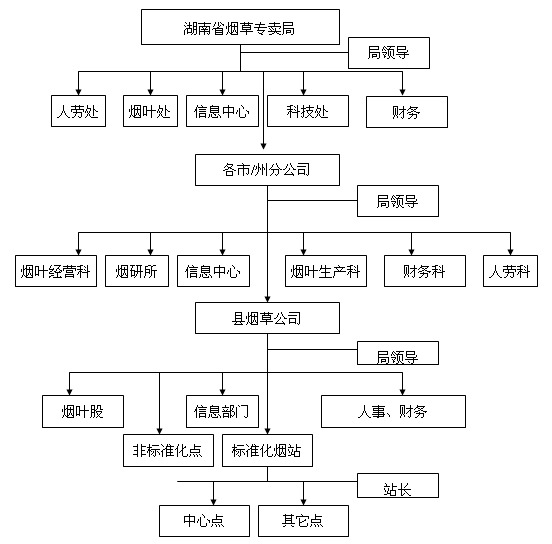 湖南省烟草专卖局
局领导
人劳处
烟叶处
信息中心
科技处
财务
各市/州分公司
局领导
烟叶经营科
烟研所
信息中心
烟叶生产科
财务科
人劳科
县烟草公司
局领导
烟叶股
信息部门
人事、财务
非标准化点
标准化烟站
站长
中心点
其它点